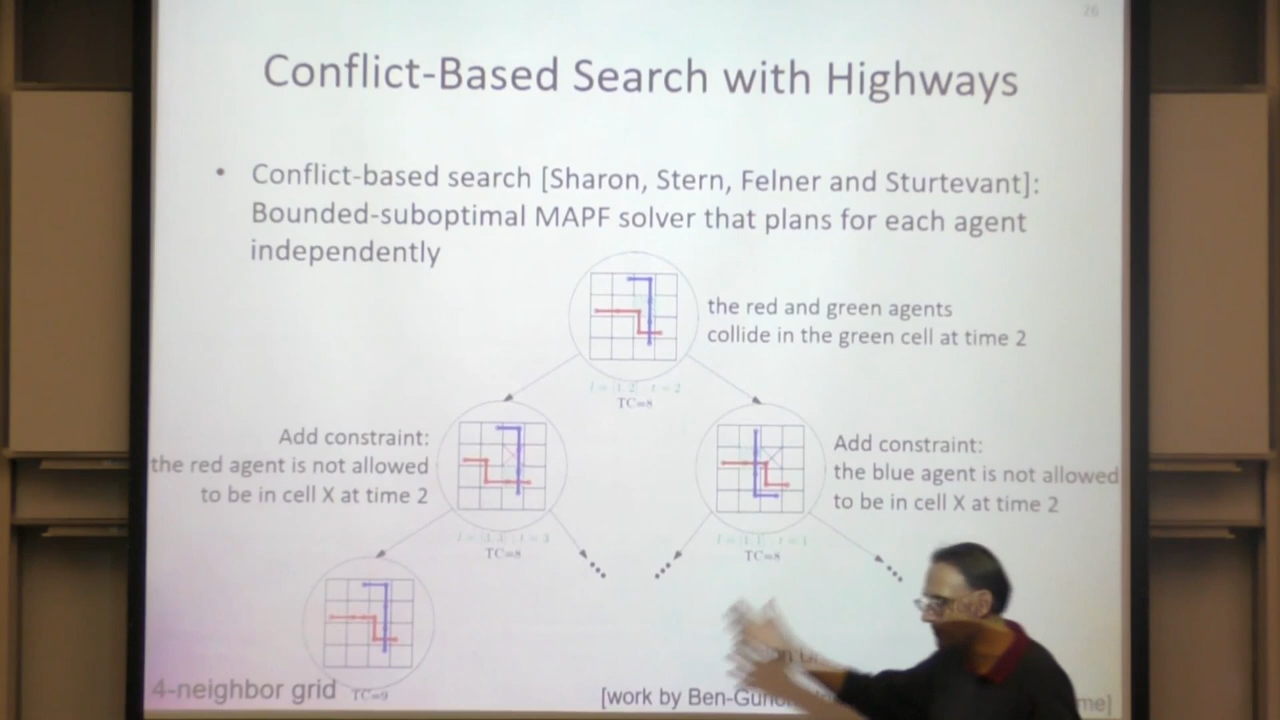 26
Conflict-Based Search with Highways
• Conflict-based search [Sharon, Stern, Felner and Sturtevant]:
Bounded-suboptimal MAPF solver that plans for each agent
independently
the red and green agents
collide in the green cell at time 2
TC=8
Add constraint:
the red agent is not allowed
to be in cell X at time 2
Add constraint:
the blue agent is not allowed
to be in cell X at time 2
TC=8
TC=8
4-neighbor grid
TC=9
[work by